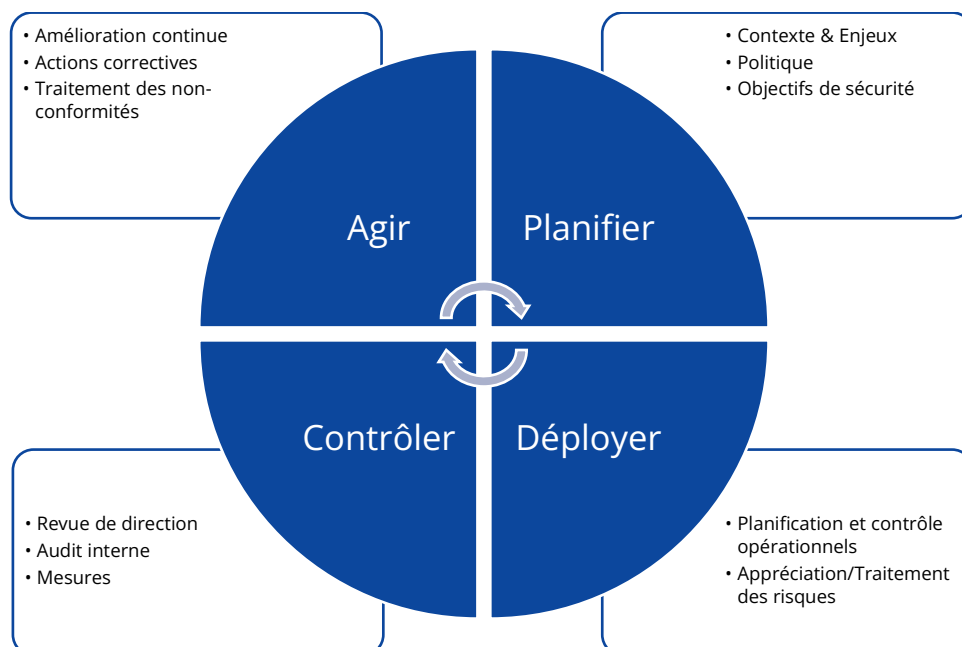 • Amélioration continue
• Actions correctives
• Traitement des non-
conformités
• Contexte & Enjeux
• Politique
• Objectifs de sécurité
Agir
Planifier
Contrôler
Déployer
• Revue de direction
• Audit interne
• Mesures
• Planification et contrôle
opérationnels
• Appréciation/Traitement
des risques